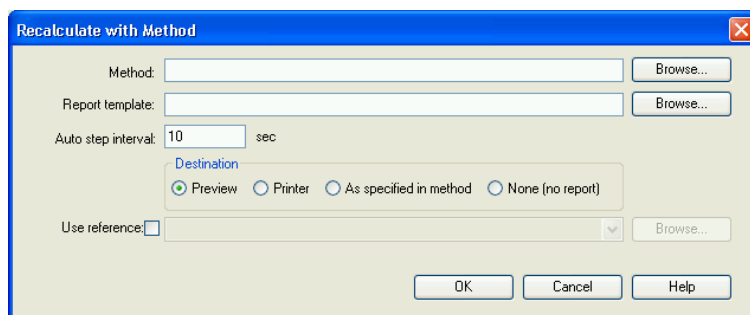 Recalculate with Method
Method: Browse...
Report template: Browse...
Auto step interval: 10 sec
Destination
Preview Printer As specified in method None (no report)
Use reference: Browse...
OK Cancel Help